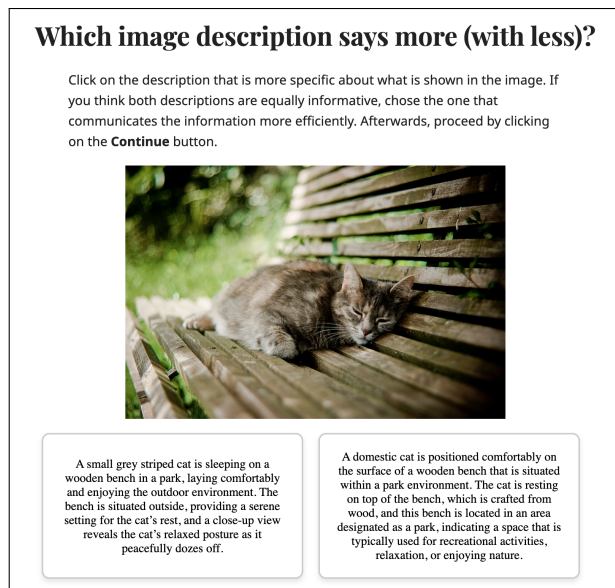 Which image description says more (with less)?
Click on the description that is more specific about what is shown in the image. If
you think both descriptions are equally informative, chose the one that
communicates the information more efficiently. Afterwards, proceed by clicking
on the Continue button.
A small grey striped cat is sleeping on a
wooden bench in a park, laying comfortably
and enjoying the outdoor environment. The
bench is situated outside, providing a serene
setting for the cat's rest, and a close-up view
reveals the cat's relaxed posture as it
peacefully dozes off.
A domestic cat is positioned comfortably on
the surface of a wooden bench that is situated
within a park environment. The cat is resting
on top of the bench, which is crafted from
wood, and this bench is located in an area
designated as a park, indicating a space that is
typically used for recreational activities,
relaxation, or enjoying nature.